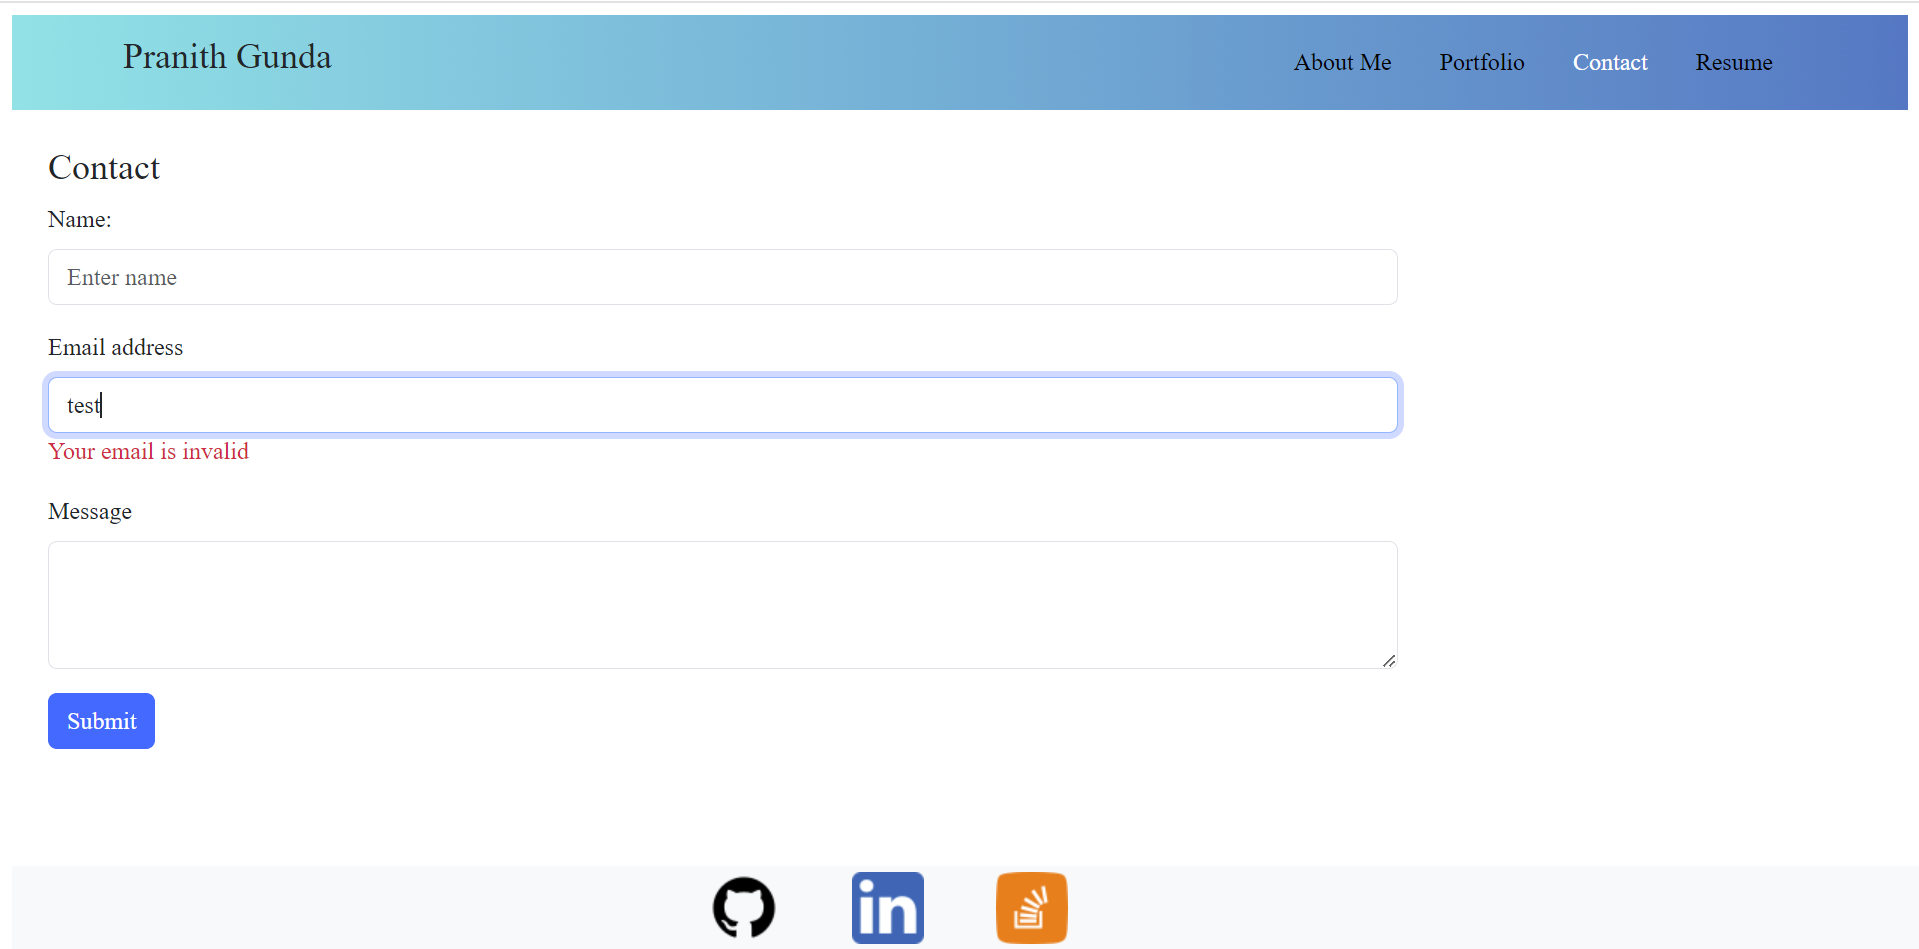 Pranith Gunda
About Me Portfolio Contact Resume
Contact
Name:
Enter name
Email address
test
Your email is invalid
Message
Submit
in